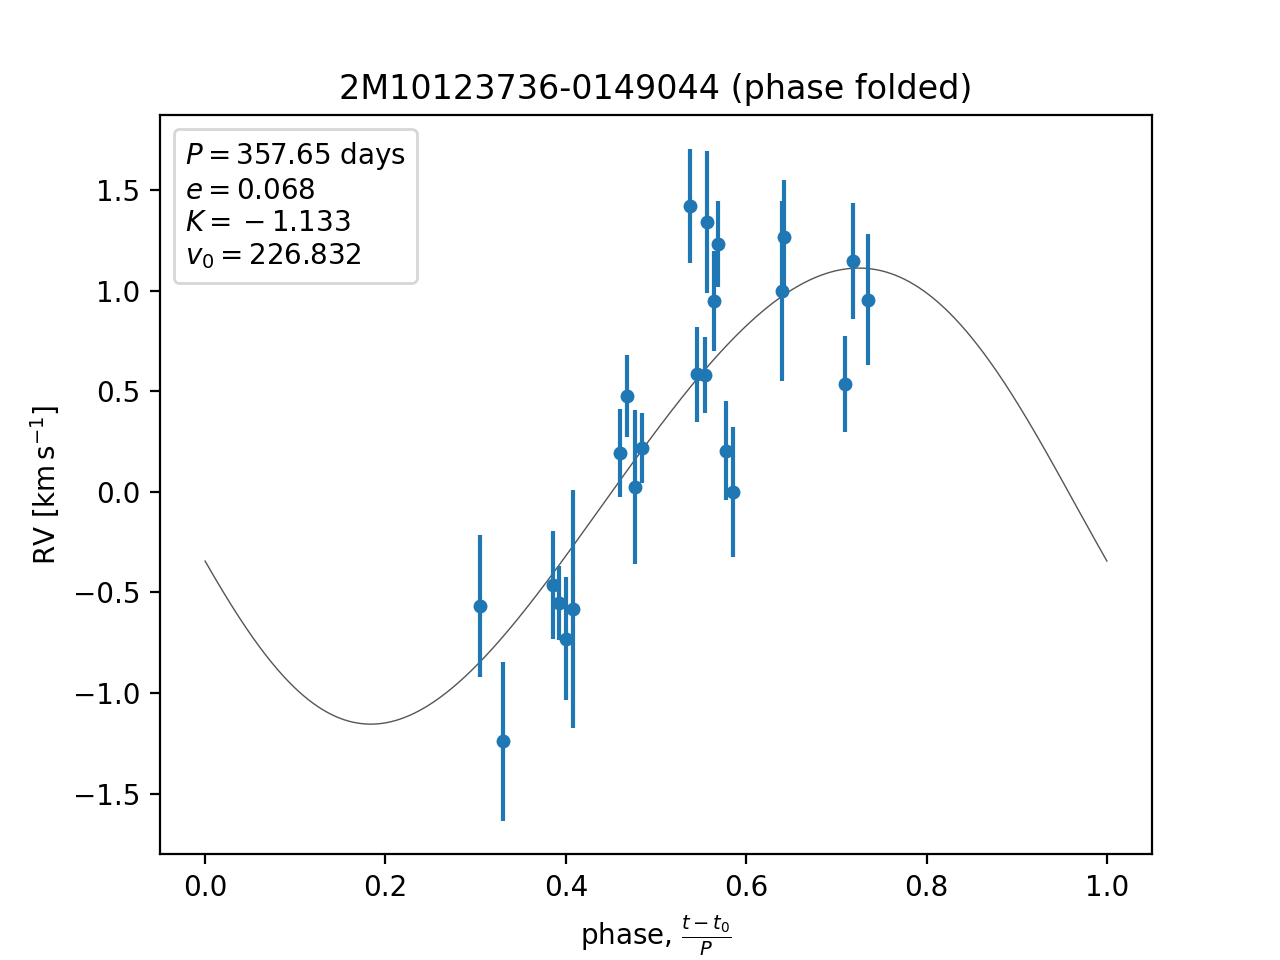 2M10123736-0149044 (phase folded)
P = 357.65 days
e = 0.068
K = −1.133
v₀ = 226.832
RV [km s⁻¹]
1.5
1.0
0.5
0.0
−0.5
−1.0
−1.5
0.0 0.2 0.4 0.6 0.8 1.0
phase, (t − t₀)/P